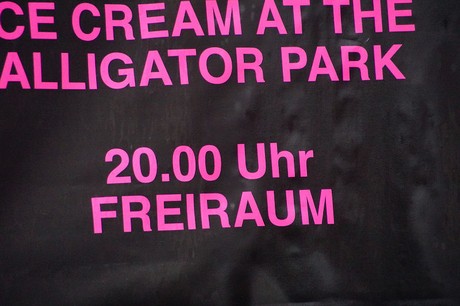 CE CREAM AT THE
ALLIGATOR PARK
20.00 Uhr
FREIRAUM